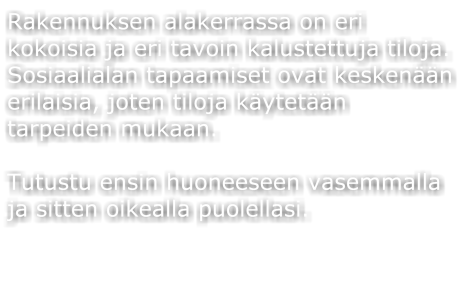 Rakennuksen alakerrassa on eri
kokoisia ja eri tavoin kalustettuja tiloja.
Sosiaalialan tapaamiset ovat keskenään
erilaisia, joten tiloja käytetään
tarpeiden mukaan.

Tutustu ensin huoneeseen vasemmalla
ja sitten oikealla puolellasi.